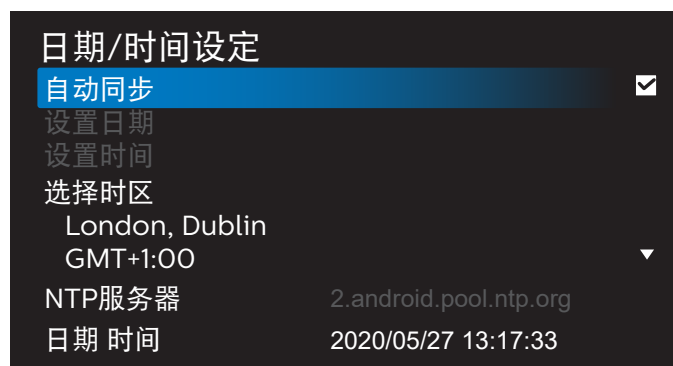 日期/时间设定
自动同步
设置日期
设置时间
选择时区
London, Dublin
GMT+1:00
NTP服务器 2.android.pool.ntp.org
日期 时间 2020/05/27 13:17:33